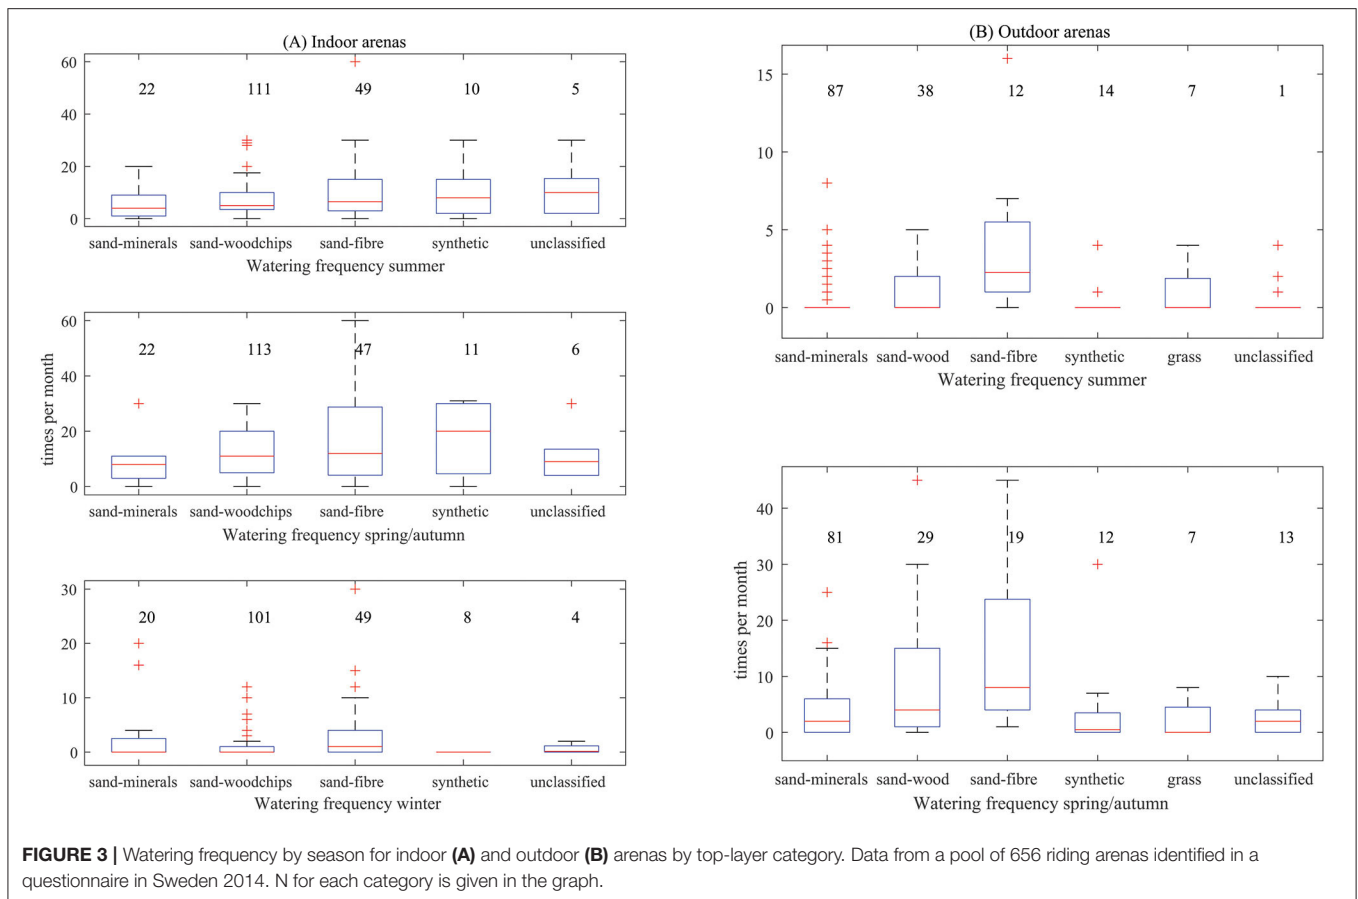 (A) Indoor arenas
60
40
20
0
22 111 49 10 5
sand-minerals sand-woodchips sand-fibre synthetic unclassified
Watering frequency summer
times per month
60
40
20
0
22 113 47 11 6
sand-minerals sand-woodchips sand-fibre synthetic unclassified
Watering frequency spring/autumn
30
20
10
0
20 101 49 8 4
sand-minerals sand-woodchips sand-fibre synthetic unclassified
Watering frequency winter
(B) Outdoor arenas
15
10
5
0
87 38 12 14 7 1
sand-minerals sand-wood sand-fibre synthetic grass unclassified
Watering frequency summer
times per month
40
30
20
10
0
81 29 19 12 7 13
sand-minerals sand-wood sand-fibre synthetic grass unclassified
Watering frequency spring/autumn
FIGURE 3 | Watering frequency by season for indoor (A) and outdoor (B) arenas by top-layer category. Data from a pool of 656 riding arenas identified in a
questionnaire in Sweden 2014. N for each category is given in the graph.